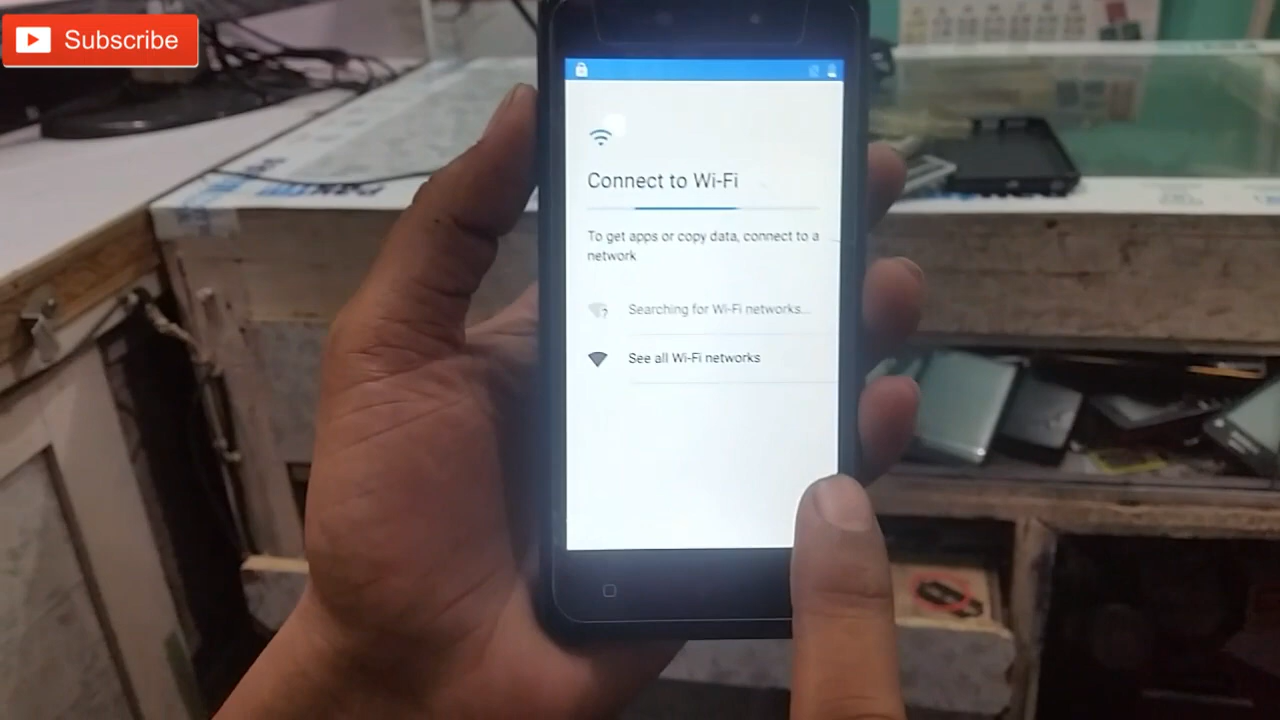 Subscribe
Connect to Wi-Fi
To get apps or copy data, connect to a
network
Searching for Wi-Fi networks...
See all Wi-Fi networks